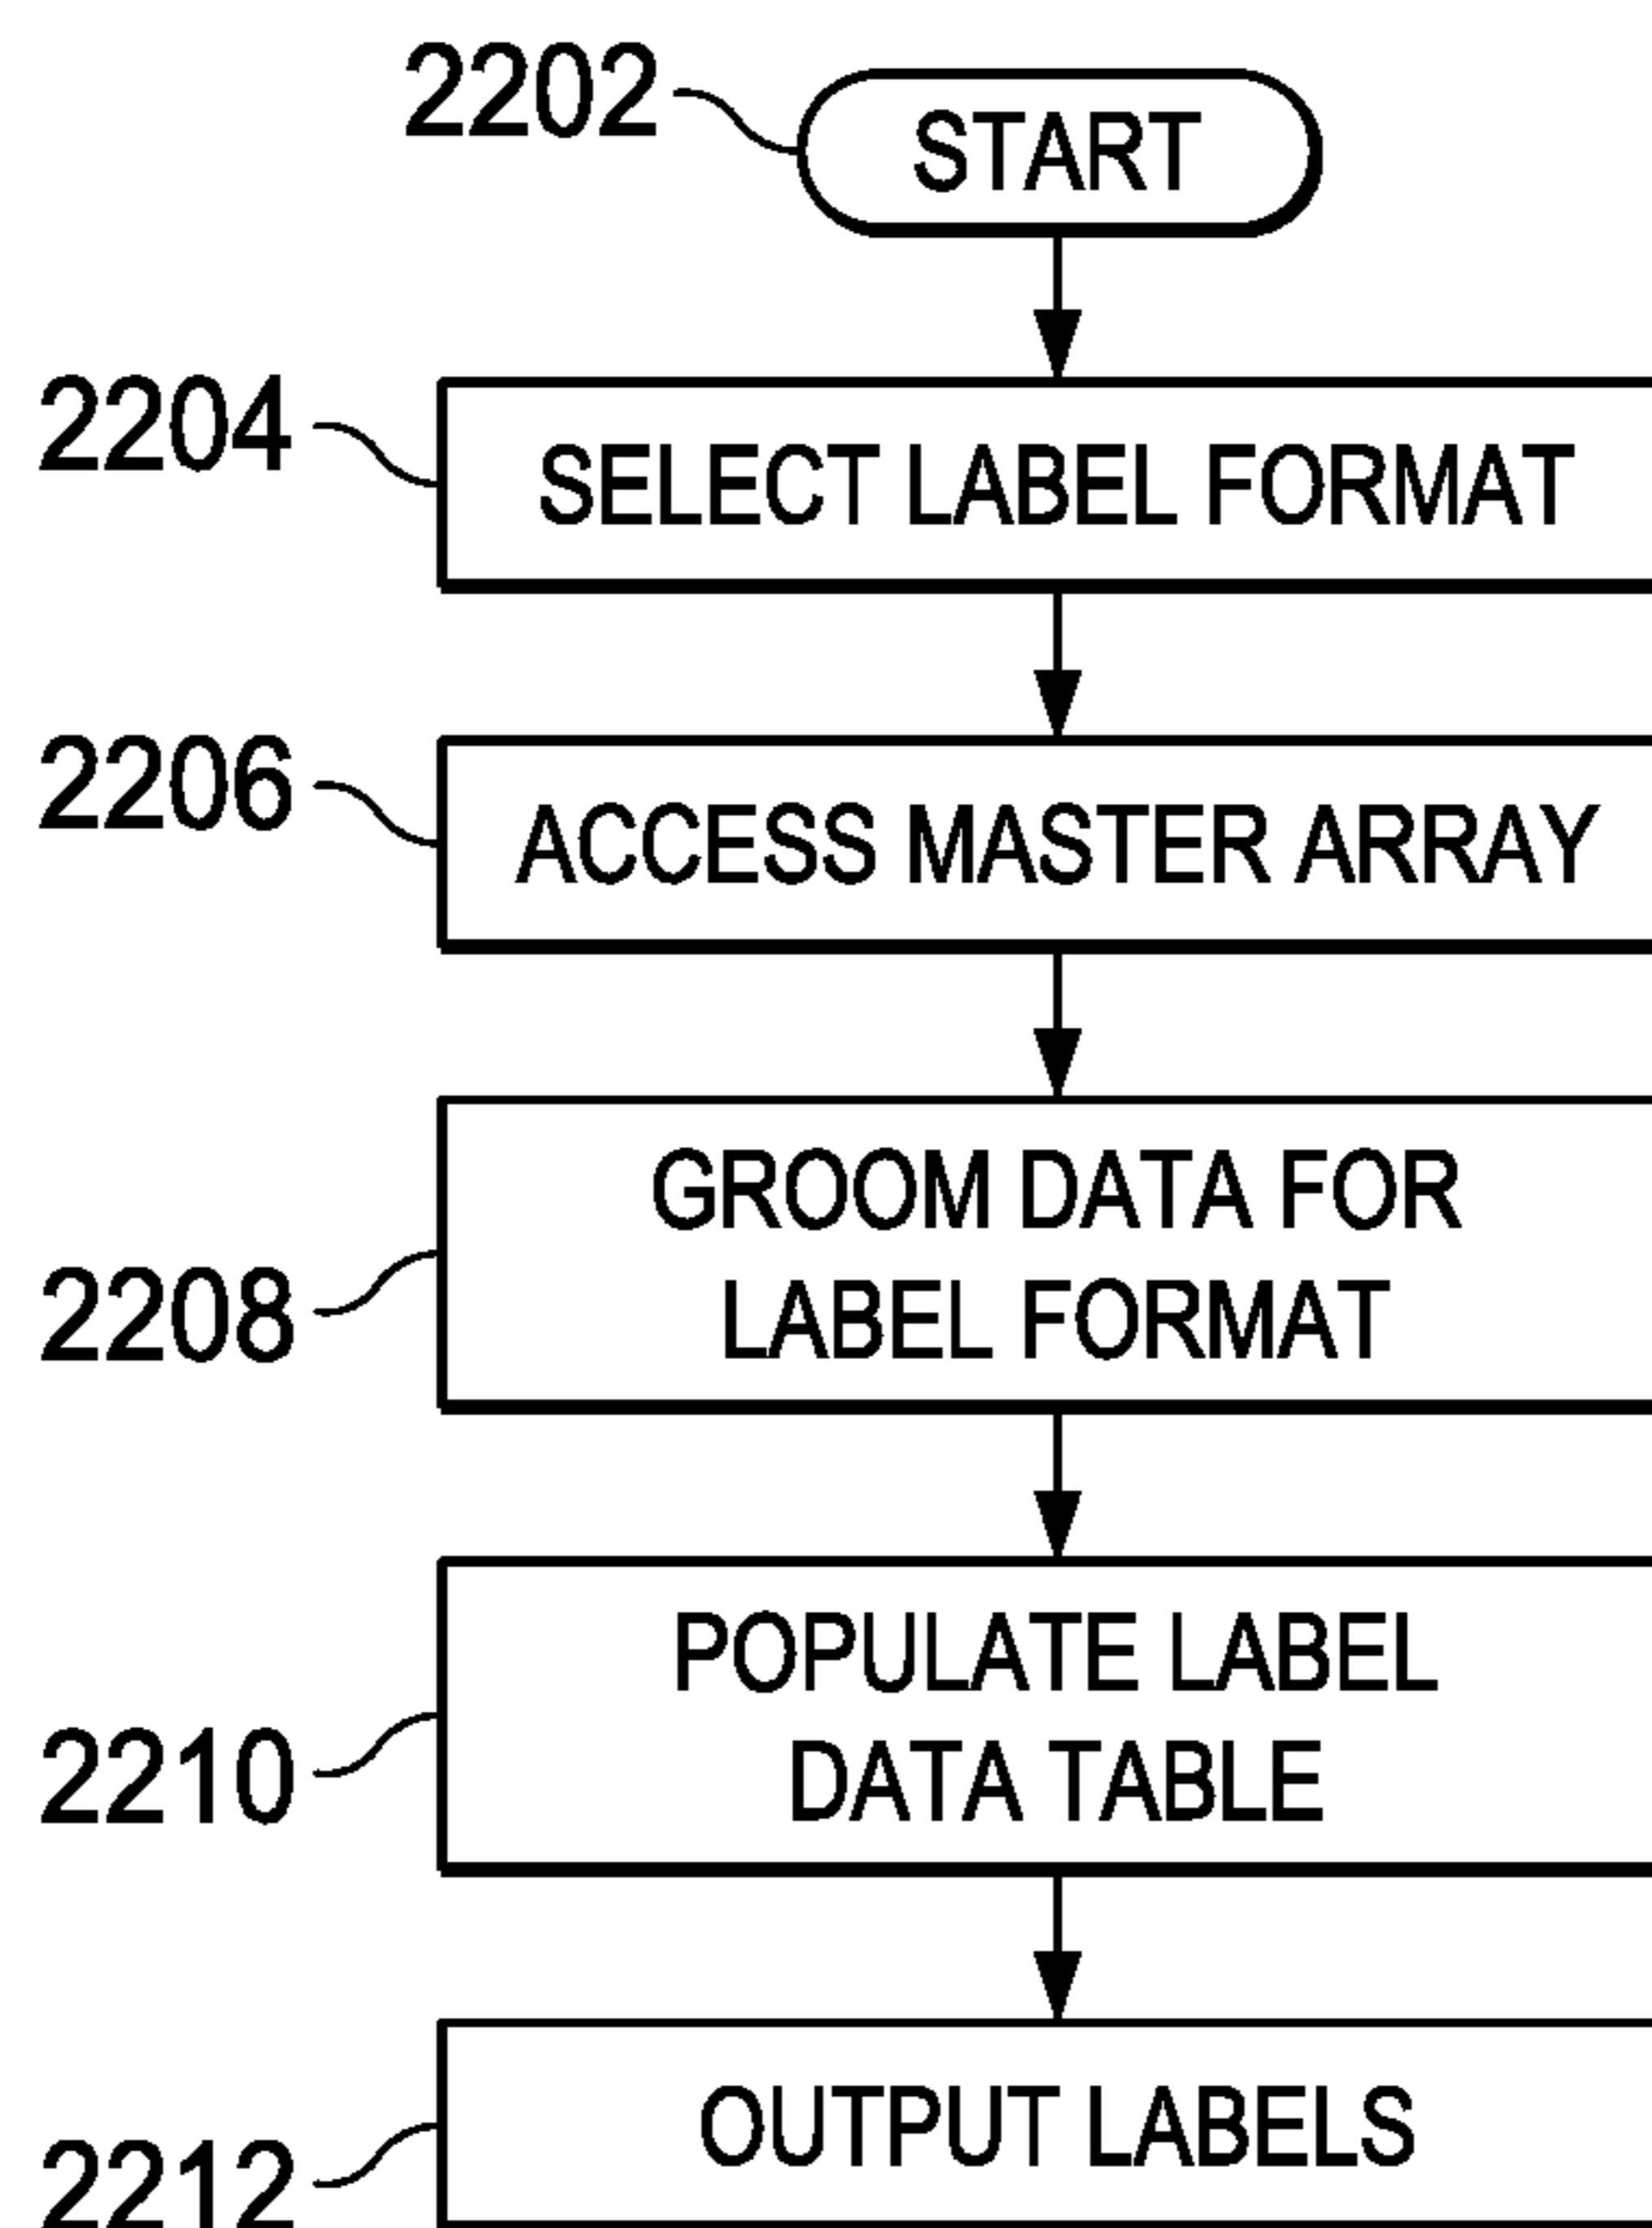 2202 START
2204 SELECT LABEL FORMAT
2206 ACCESS MASTER ARRAY
GROOM DATA FOR
2208 LABEL FORMAT
POPULATE LABEL
2210 DATA TABLE
OUTPUT LABELS
2212